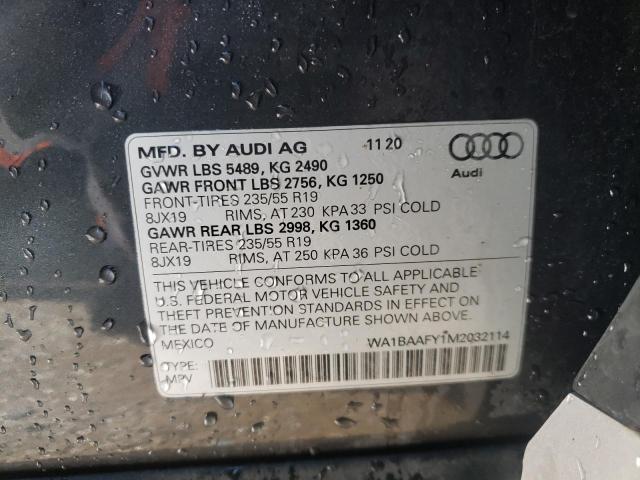 MFD. BY AUDI AG 11 20
GVWR LBS 5489, KG 2490
GAWR FRONT LBS 2756, KG 1250
FRONT-TIRES 235/55 R19
8JX19 RIMS, AT 230 KPA 33 PSI COLD
GAWR REAR LBS 2998, KG 1360
REAR-TIRES 235/55 R19
8JX19 RIMS, AT 250 KPA 36 PSI COLD
Audi
THIS VEHICLE CONFORMS TO ALL APPLICABLE
U.S. FEDERAL MOTOR VEHICLE SAFETY AND
THEFT PREVENTION STANDARDS IN EFFECT ON
THE DATE OF MANUFACTURE SHOWN ABOVE.
MEXICO WA1BAAFY1M2032114
TYPE:
MPV